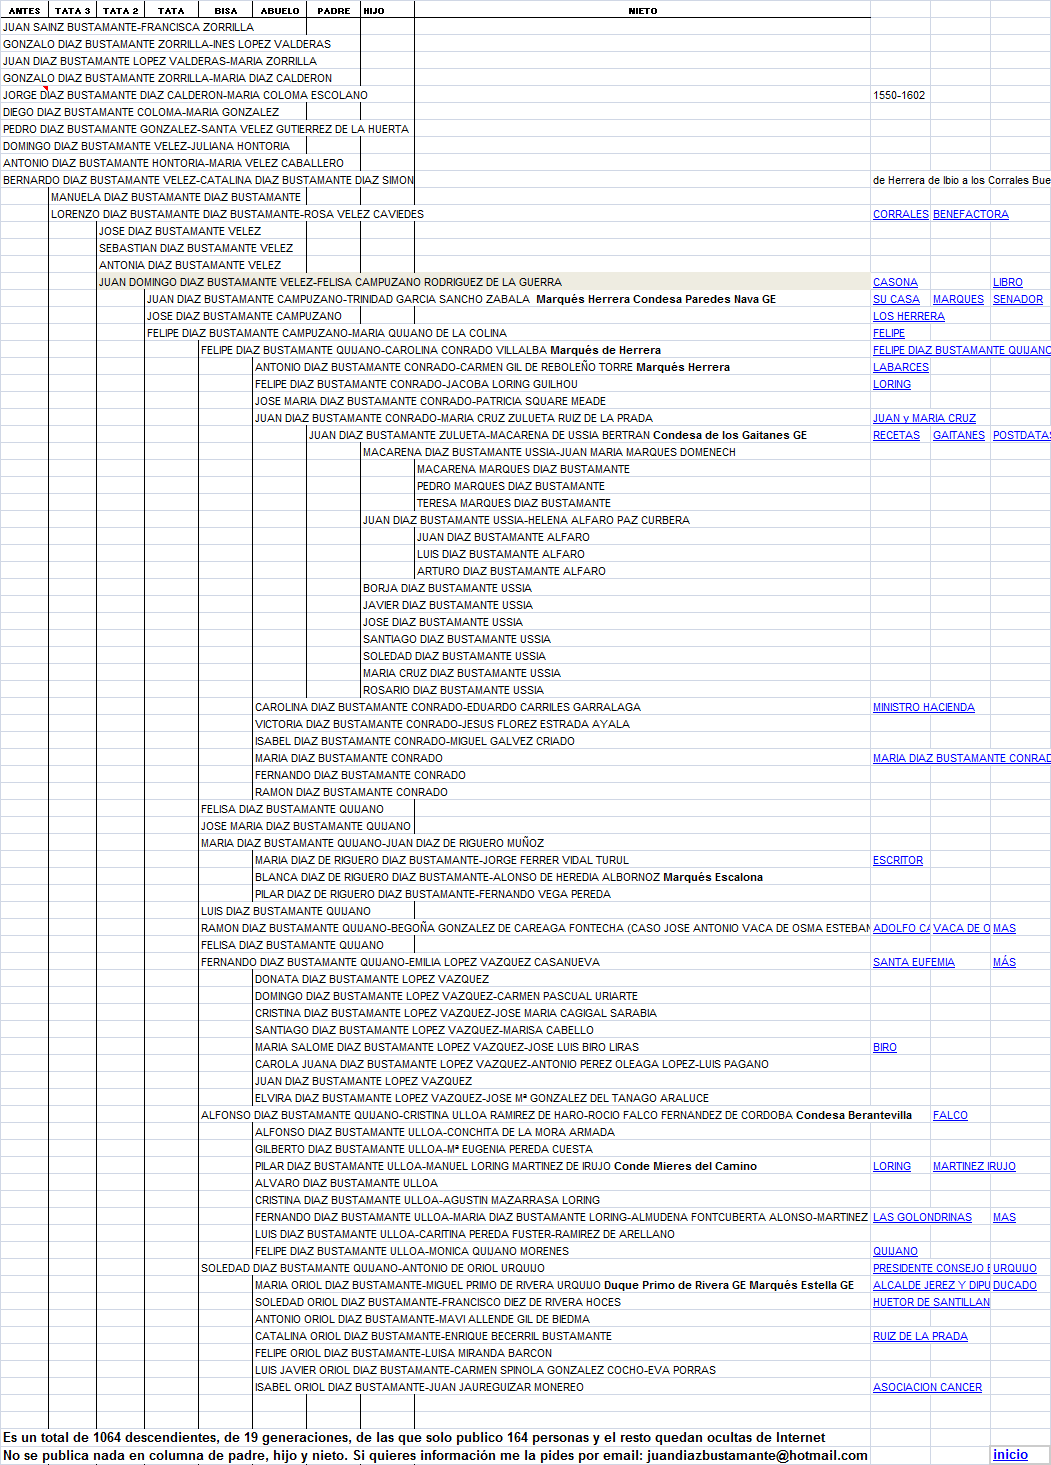 ANTES TATA 3 TATA 2 TATA BISA ABUELO PADRE HIJO NIETO
JUAN SAINZ BUSTAMANTE-FRANCISCA ZORRILLA
GONZALO DIAZ BUSTAMANTE ZORRILLA-INES LOPEZ VALDERAS
JUAN DIAZ BUSTAMANTE LOPEZ VALDERAS-MARIA ZORRILLA
GONZALO DIAZ BUSTAMANTE ZORRILLA-MARIA DIAZ CALDERON
JORGE DIAZ BUSTAMANTE DIAZ CALDERON-MARIA COLOMA ESCOLANO 1550-1602
DIEGO DIAZ BUSTAMANTE COLOMA-MARIA GONZALEZ
PEDRO DIAZ BUSTAMANTE GONZALEZ-SANTA VELEZ GUTIERREZ DE LA HUERTA
DOMINGO DIAZ BUSTAMANTE VELEZ-JULIANA HONTORIA
ANTONIO DIAZ BUSTAMANTE HONTORIA-MARIA VELEZ CABALLERO
BERNARDO DIAZ BUSTAMANTE VELEZ-CATALINA DIAZ BUSTAMANTE DIAZ SIMON de Herrera de Ibio a los Corrales Bue
MANUELA DIAZ BUSTAMANTE DIAZ BUSTAMANTE
LORENZO DIAZ BUSTAMANTE DIAZ BUSTAMANTE-ROSA VELEZ CAVIEDES CORRALES BENEFACTORA
JOSE DIAZ BUSTAMANTE VELEZ
SEBASTIAN DIAZ BUSTAMANTE VELEZ
ANTONIA DIAZ BUSTAMANTE VELEZ
JUAN DOMINGO DIAZ BUSTAMANTE VELEZ-FELISA CAMPUZANO RODRIGUEZ DE LA GUERRA CASONA LIBRO
JUAN DIAZ BUSTAMANTE CAMPUZANO-TRINIDAD GARCIA SANCHO ZABALA Marqués Herrera Condesa Paredes Nava GE SU CASA MARQUES SENADOR
JOSE DIAZ BUSTAMANTE CAMPUZANO LOS HERRERA
FELIPE DIAZ BUSTAMANTE CAMPUZANO-MARIA QUIJANO DE LA COLINA FELIPE
FELIPE DIAZ BUSTAMANTE QUIJANO-CAROLINA CONRADO VILLALBA Marqués de Herrera FELIPE DIAZ BUSTAMANTE QUIJANO
ANTONIO DIAZ BUSTAMANTE CONRADO-CARMEN GIL DE REBOLEÑO TORRE Marqués Herrera LABARCES
FELIPE DIAZ BUSTAMANTE CONRADO-JACOBA LORING GUILHOU LORING
JOSE MARIA DIAZ BUSTAMANTE CONRADO-PATRICIA SQUARE MEADE
JUAN DIAZ BUSTAMANTE CONRADO-MARIA CRUZ ZULUETA RUIZ DE LA PRADA JUAN y MARIA CRUZ
JUAN DIAZ BUSTAMANTE ZULUETA-MACARENA DE USSIA BERTRAN Condesa de los Gaitanes GE RECETAS GAITANES POSTDATAS
MACARENA DIAZ BUSTAMANTE USSIA-JUAN MARIA MARQUES DOMENECH
MACARENA MARQUES DIAZ BUSTAMANTE
PEDRO MARQUES DIAZ BUSTAMANTE
TERESA MARQUES DIAZ BUSTAMANTE
JUAN DIAZ BUSTAMANTE USSIA-HELENA ALFARO PAZ CURBERA
JUAN DIAZ BUSTAMANTE ALFARO
LUIS DIAZ BUSTAMANTE ALFARO
ARTURO DIAZ BUSTAMANTE ALFARO
BORJA DIAZ BUSTAMANTE USSIA
JAVIER DIAZ BUSTAMANTE USSIA
JOSE DIAZ BUSTAMANTE USSIA
SANTIAGO DIAZ BUSTAMANTE USSIA
SOLEDAD DIAZ BUSTAMANTE USSIA
MARIA CRUZ DIAZ BUSTAMANTE USSIA
ROSARIO DIAZ BUSTAMANTE USSIA
CAROLINA DIAZ BUSTAMANTE CONRADO-EDUARDO CARRILES GARRALAGA MINISTRO HACIENDA
VICTORIA DIAZ BUSTAMANTE CONRADO-JESUS FLOREZ ESTRADA AYALA
ISABEL DIAZ BUSTAMANTE CONRADO-MIGUEL GALVEZ CRIADO
MARIA DIAZ BUSTAMANTE CONRADO MARIA DIAZ BUSTAMANTE CONRAD
FERNANDO DIAZ BUSTAMANTE CONRADO
RAMON DIAZ BUSTAMANTE CONRADO
FELISA DIAZ BUSTAMANTE QUIJANO
JOSE MARIA DIAZ BUSTAMANTE QUIJANO
MARIA DIAZ BUSTAMANTE QUIJANO-JUAN DIAZ DE RIGUERO MUÑOZ
MARIA DIAZ DE RIGUERO DIAZ BUSTAMANTE-JORGE FERRER VIDAL TURUL ESCRITOR
BLANCA DIAZ DE RIGUERO DIAZ BUSTAMANTE-ALONSO DE HEREDIA ALBORNOZ Marqués Escalona
PILAR DIAZ DE RIGUERO DIAZ BUSTAMANTE-FERNANDO VEGA PEREDA
LUIS DIAZ BUSTAMANTE QUIJANO
RAMON DIAZ BUSTAMANTE QUIJANO-BEGOÑA GONZALEZ DE CAREAGA FONTECHA (CASO JOSE ANTONIO VACA DE OSMA ESTEBAN ADOLFO CA VACA DE O MAS
FELISA DIAZ BUSTAMANTE QUIJANO
FERNANDO DIAZ BUSTAMANTE QUIJANO-EMILIA LOPEZ VAZQUEZ CASANUEVA SANTA EUFEMIA MÁS
DONATA DIAZ BUSTAMANTE LOPEZ VAZQUEZ
DOMINGO DIAZ BUSTAMANTE LOPEZ VAZQUEZ-CARMEN PASCUAL URIARTE
CRISTINA DIAZ BUSTAMANTE LOPEZ VAZQUEZ-JOSE MARIA CAGIGAL SARABIA
SANTIAGO DIAZ BUSTAMANTE LOPEZ VAZQUEZ-MARISA CABELLO
MARIA SALOME DIAZ BUSTAMANTE LOPEZ VAZQUEZ-JOSE LUIS BIRO LIRAS BIRO
CAROLA JUANA DIAZ BUSTAMANTE LOPEZ VAZQUEZ-ANTONIO PEREZ OLEAGA LOPEZ-LUIS PAGANO
JUAN DIAZ BUSTAMANTE LOPEZ VAZQUEZ
ELVIRA DIAZ BUSTAMANTE LOPEZ VAZQUEZ-JOSE Mª GONZALEZ DEL TANAGO ARALUCE
ALFONSO DIAZ BUSTAMANTE QUIJANO-CRISTINA ULLOA RAMIREZ DE HARO-ROCIO FALCO FERNANDEZ DE CORDOBA Condesa Berantevilla FALCO
ALFONSO DIAZ BUSTAMANTE ULLOA-CONCHITA DE LA MORA ARMADA
GILBERTO DIAZ BUSTAMANTE ULLOA-Mª EUGENIA PEREDA CUESTA
PILAR DIAZ BUSTAMANTE ULLOA-MANUEL LORING MARTINEZ DE IRUJO Conde Mieres del Camino LORING MARTINEZ IRUJO
ALVARO DIAZ BUSTAMANTE ULLOA
CRISTINA DIAZ BUSTAMANTE ULLOA-AGUSTIN MAZARRASA LORING
FERNANDO DIAZ BUSTAMANTE ULLOA-MARIA DIAZ BUSTAMANTE LORING-ALMUDENA FONTCUBERTA ALONSO-MARTINEZ LAS GOLONDRINAS MAS
LUIS DIAZ BUSTAMANTE ULLOA-CARITINA PEREDA FUSTER-RAMIREZ DE ARELLANO
FELIPE DIAZ BUSTAMANTE ULLOA-MONICA QUIJANO MORENES QUIJANO
SOLEDAD DIAZ BUSTAMANTE QUIJANO-ANTONIO DE ORIOL URQUIJO PRESIDENTE CONSEJO E URQUIJO
MARIA ORIOL DIAZ BUSTAMANTE-MIGUEL PRIMO DE RIVERA URQUIJO Duque Primo de Rivera GE Marqués Estella GE ALCALDE JEREZ Y DIPU DUCADO
SOLEDAD ORIOL DIAZ BUSTAMANTE-FRANCISCO DIEZ DE RIVERA HOCES HUETOR DE SANTILLAN
ANTONIO ORIOL DIAZ BUSTAMANTE-MAVI ALLENDE GIL DE BIEDMA
CATALINA ORIOL DIAZ BUSTAMANTE-ENRIQUE BECERRIL BUSTAMANTE RUIZ DE LA PRADA
FELIPE ORIOL DIAZ BUSTAMANTE-LUISA MIRANDA BARCON
LUIS JAVIER ORIOL DIAZ BUSTAMANTE-CARMEN SPINOLA GONZALEZ COCHO-EVA PORRAS
ISABEL ORIOL DIAZ BUSTAMANTE-JUAN JAUREGUIZAR MONEREO ASOCIACION CANCER
Es un total de 1064 descendientes, de 19 generaciones, de las que solo publico 164 personas y el resto quedan ocultas de Internet
No se publica nada en columna de padre, hijo y nieto. Si quieres información me la pides por email: juandiazbustamante@hotmail.com inicio